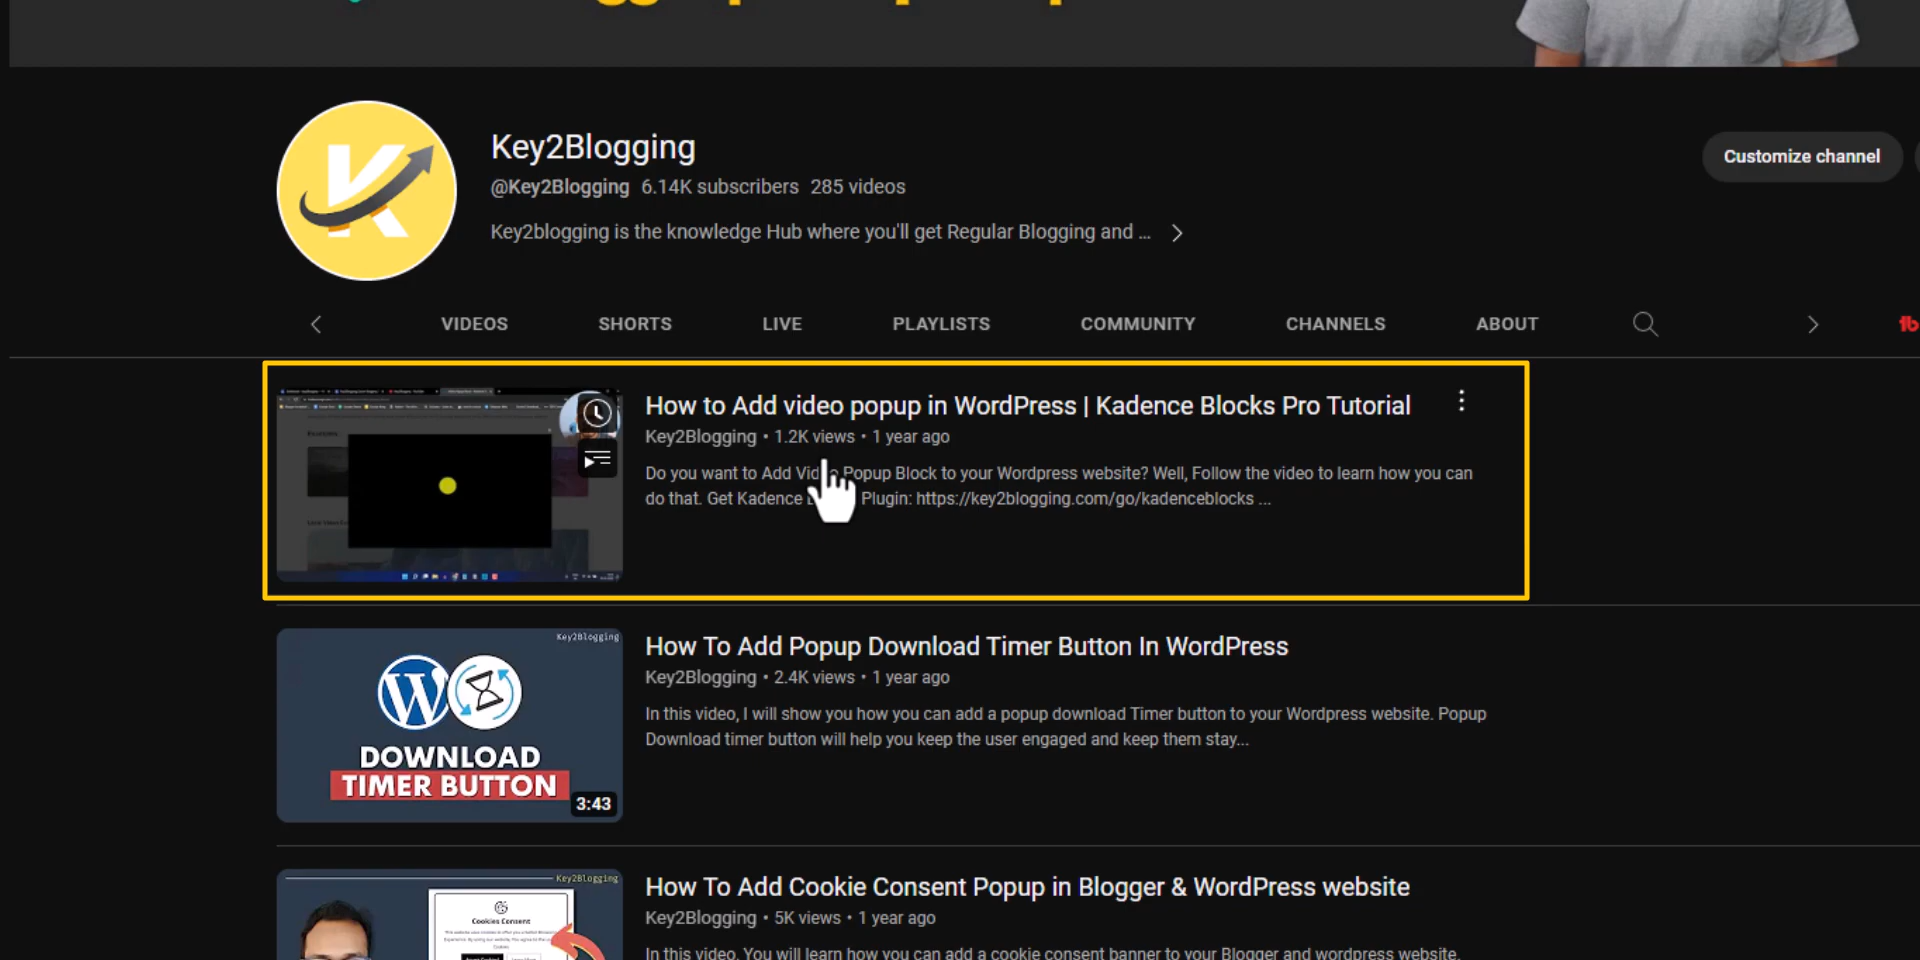 Key2Blogging
@Key2Blogging 6.14K subscribers 285 videos
Key2blogging is the knowledge Hub where you'll get Regular Blogging and ...
Customize channel
VIDEOS SHORTS LIVE PLAYLISTS COMMUNITY CHANNELS ABOUT
How to Add video popup in WordPress | Kadence Blocks Pro Tutorial
Key2Blogging • 1.2K views • 1 year ago
Do you want to Add Video Popup Block to your Wordpress website? Well, Follow the video to learn how you can
do that. Get Kadence Plugin: https://key2blogging.com/go/kadenceblocks ...
Key2Blogging
DOWNLOAD
TIMER BUTTON
3:43
How To Add Popup Download Timer Button In WordPress
Key2Blogging • 2.4K views • 1 year ago
In this video, I will show you how you can add a popup download Timer button to your Wordpress website. Popup
Download timer button will help you keep the user engaged and keep them stay...
Key2Blogging
Cookies Consent
How To Add Cookie Consent Popup in Blogger & WordPress website
Key2Blogging • 5K views • 1 year ago
In this video, You will learn how you can add a cookie consent banner to your Blogger and wordpress website.